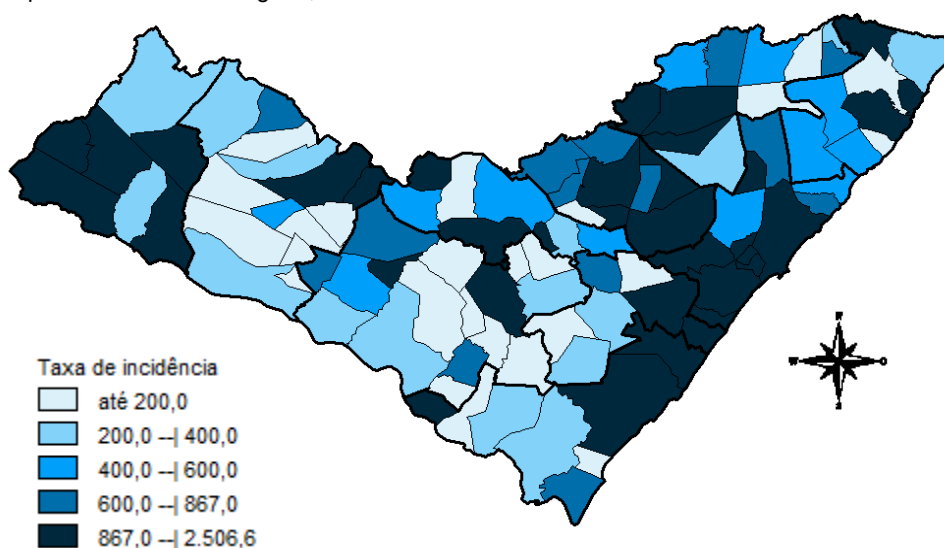 Taxa de incidência
até 200,0
200,0 --| 400,0
400,0 --| 600,0
600,0 --| 867,0
867,0 --| 2.506,6